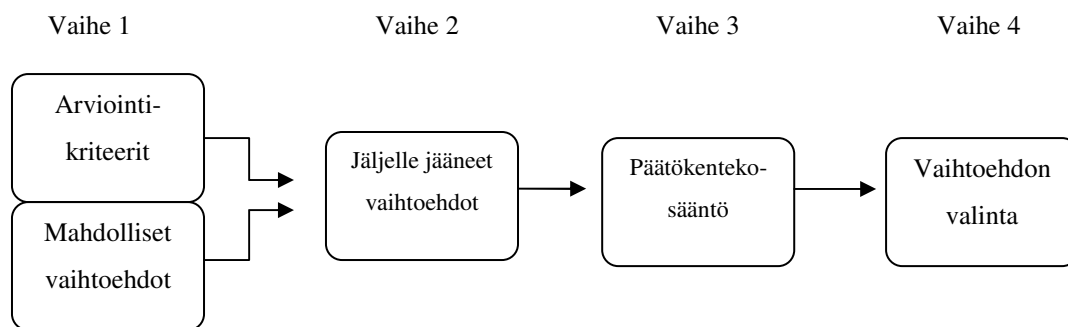 Vaihe 1
Vaihe 2
Vaihe 3
Vaihe 4
Arviointi-
kriteerit
Mahdolliset
vaihtoehdot
Jäljelle jääneet
vaihtoehdot
Päätökenteko-
sääntö
Vaihtoehdon
valinta